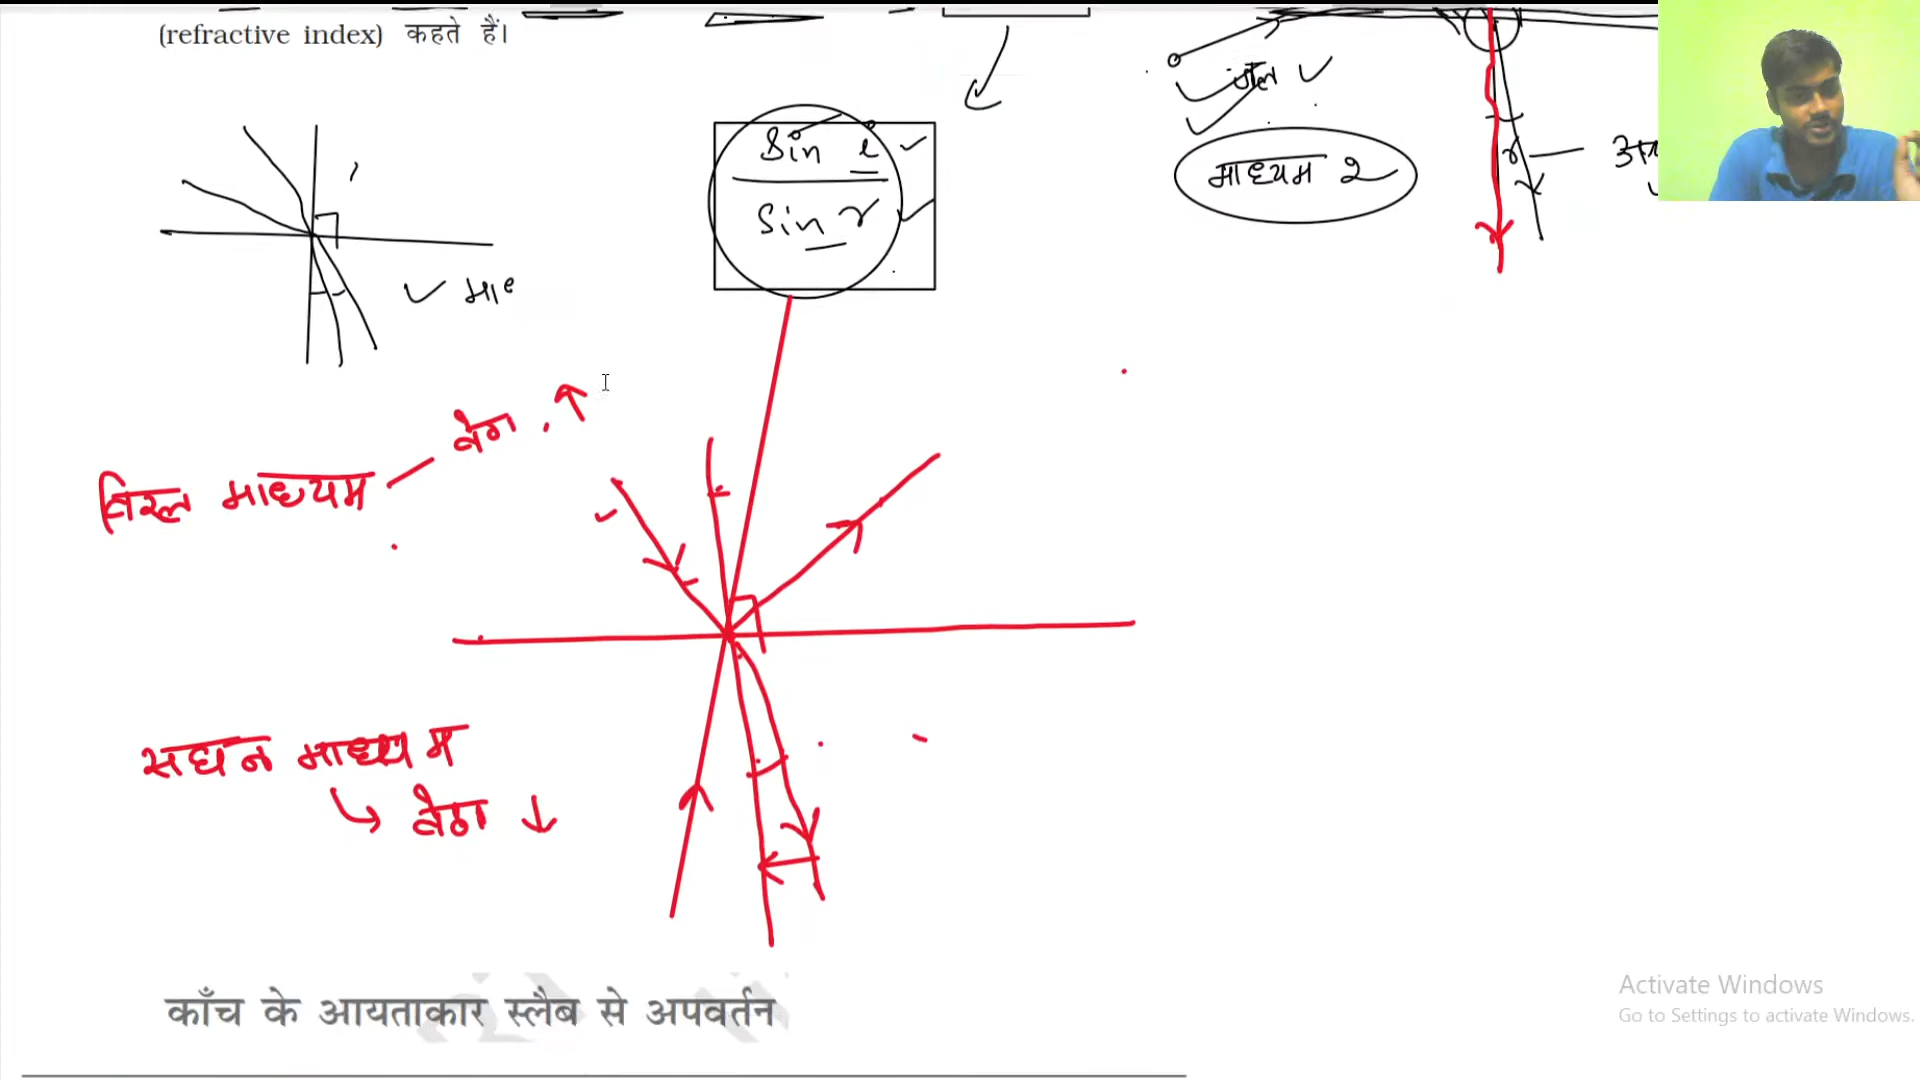 (refractive index) कहते हैं।
जल
Sin i
Sin r
माध्यम 2
r
वेग ↑
विरल माध्यम
सघन माध्यम
वेग ↓
काँच के आयताकार स्लैब से अपवर्तन
Activate Windows
Go to Settings to activate Windows.